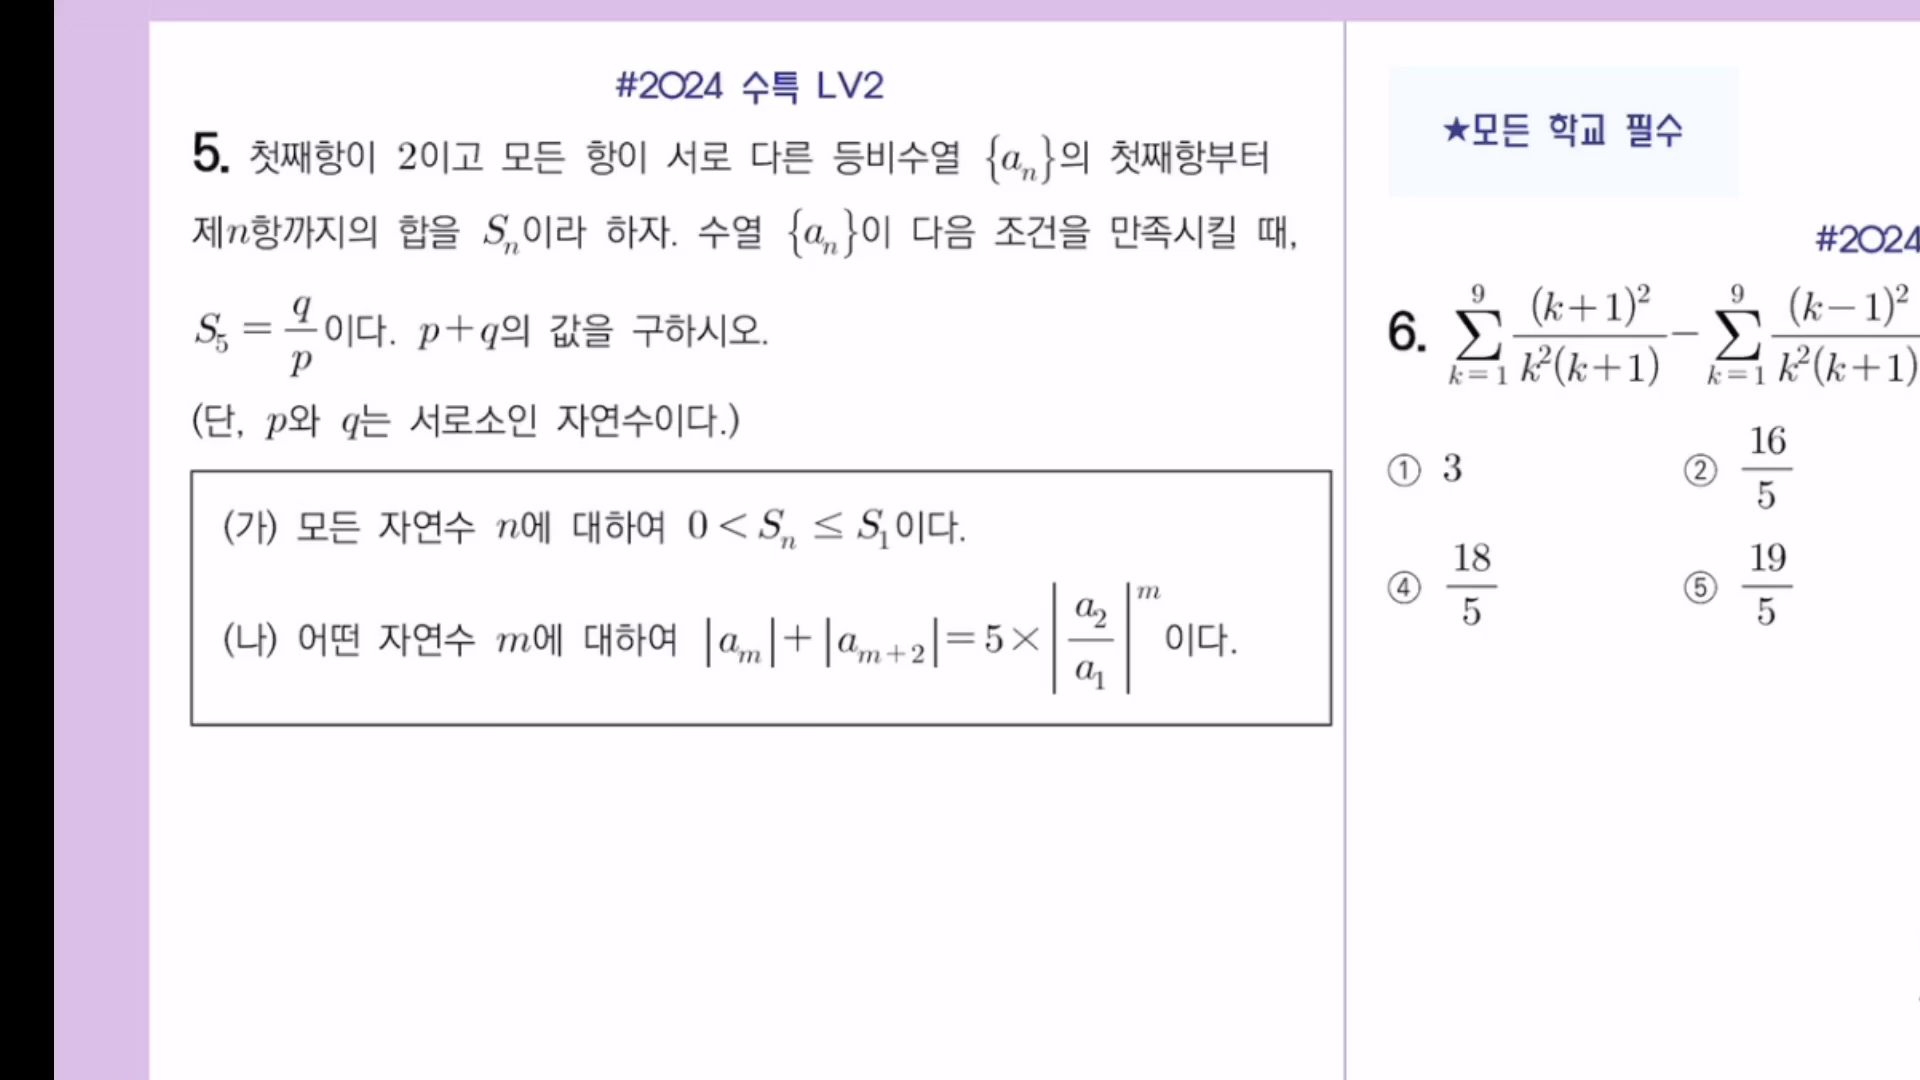 #2024 수특 LV2
5. 첫째항이 2이고 모든 항이 서로 다른 등비수열 {a_n}의 첫째항부터
제n항까지의 합을 S_n이라 하자. 수열 {a_n}이 다음 조건을 만족시킬 때,
S_5 = q/p이다. p+q의 값을 구하시오.
(단, p와 q는 서로소인 자연수이다.)
(가) 모든 자연수 n에 대하여 0 < S_n ≤ S_1이다.
(나) 어떤 자연수 m에 대하여 |a_m| + |a_{m+2}| = 5 × |a_2/a_1|^m 이다.
★모든 학교 필수
#2024
6. ∑_{k=1}^{9} (k+1)^2/(k^2(k+1)) − ∑_{k=1}^{9} (k−1)^2/(k^2(k+1))
① 3 ② 16/5
④ 18/5 ⑤ 19/5